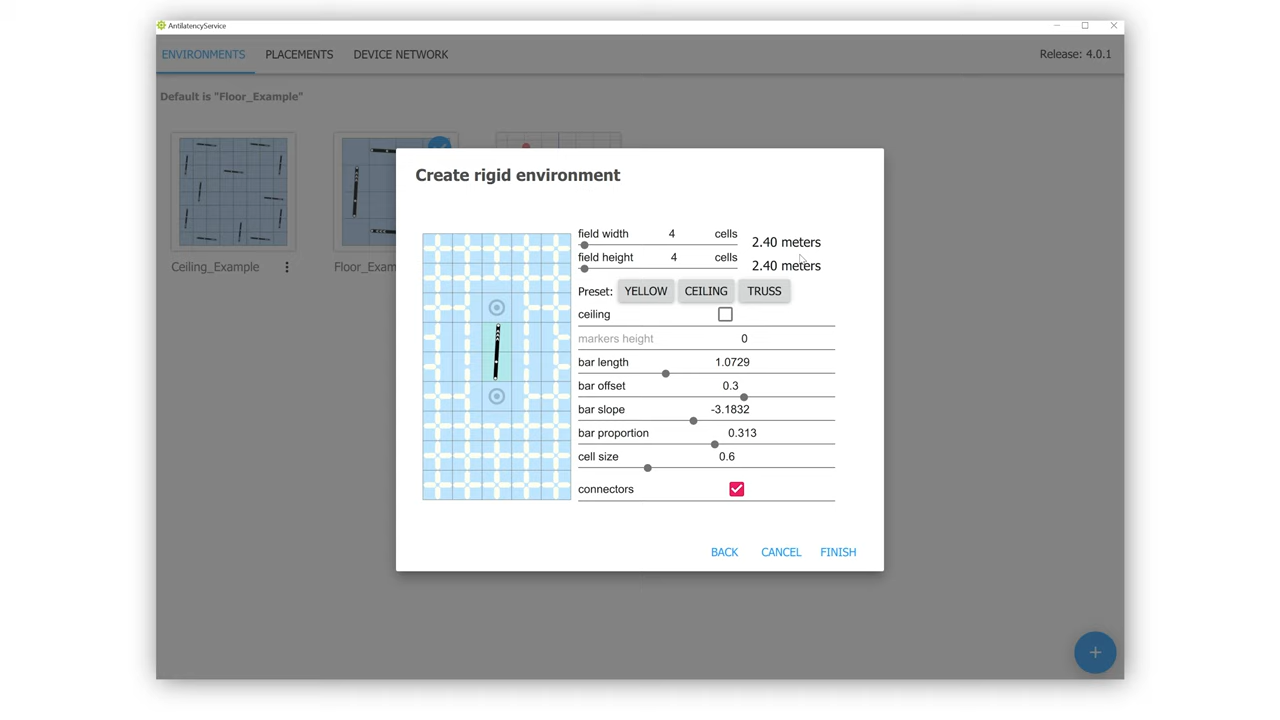 AntilatencyService
ENVIRONMENTS PLACEMENTS DEVICE NETWORK Release: 4.0.1
Default is "Floor_Example"
Create rigid environment
field width 4 cells 2.40 meters
field height 4 cells 2.40 meters
Preset: YELLOW CEILING TRUSS
ceiling
markers height 0
bar length 1.0729
bar offset 0.3
bar slope -3.1832
bar proportion 0.313
cell size 0.6
connectors
Ceiling_Example Floor_Exam
BACK CANCEL FINISH